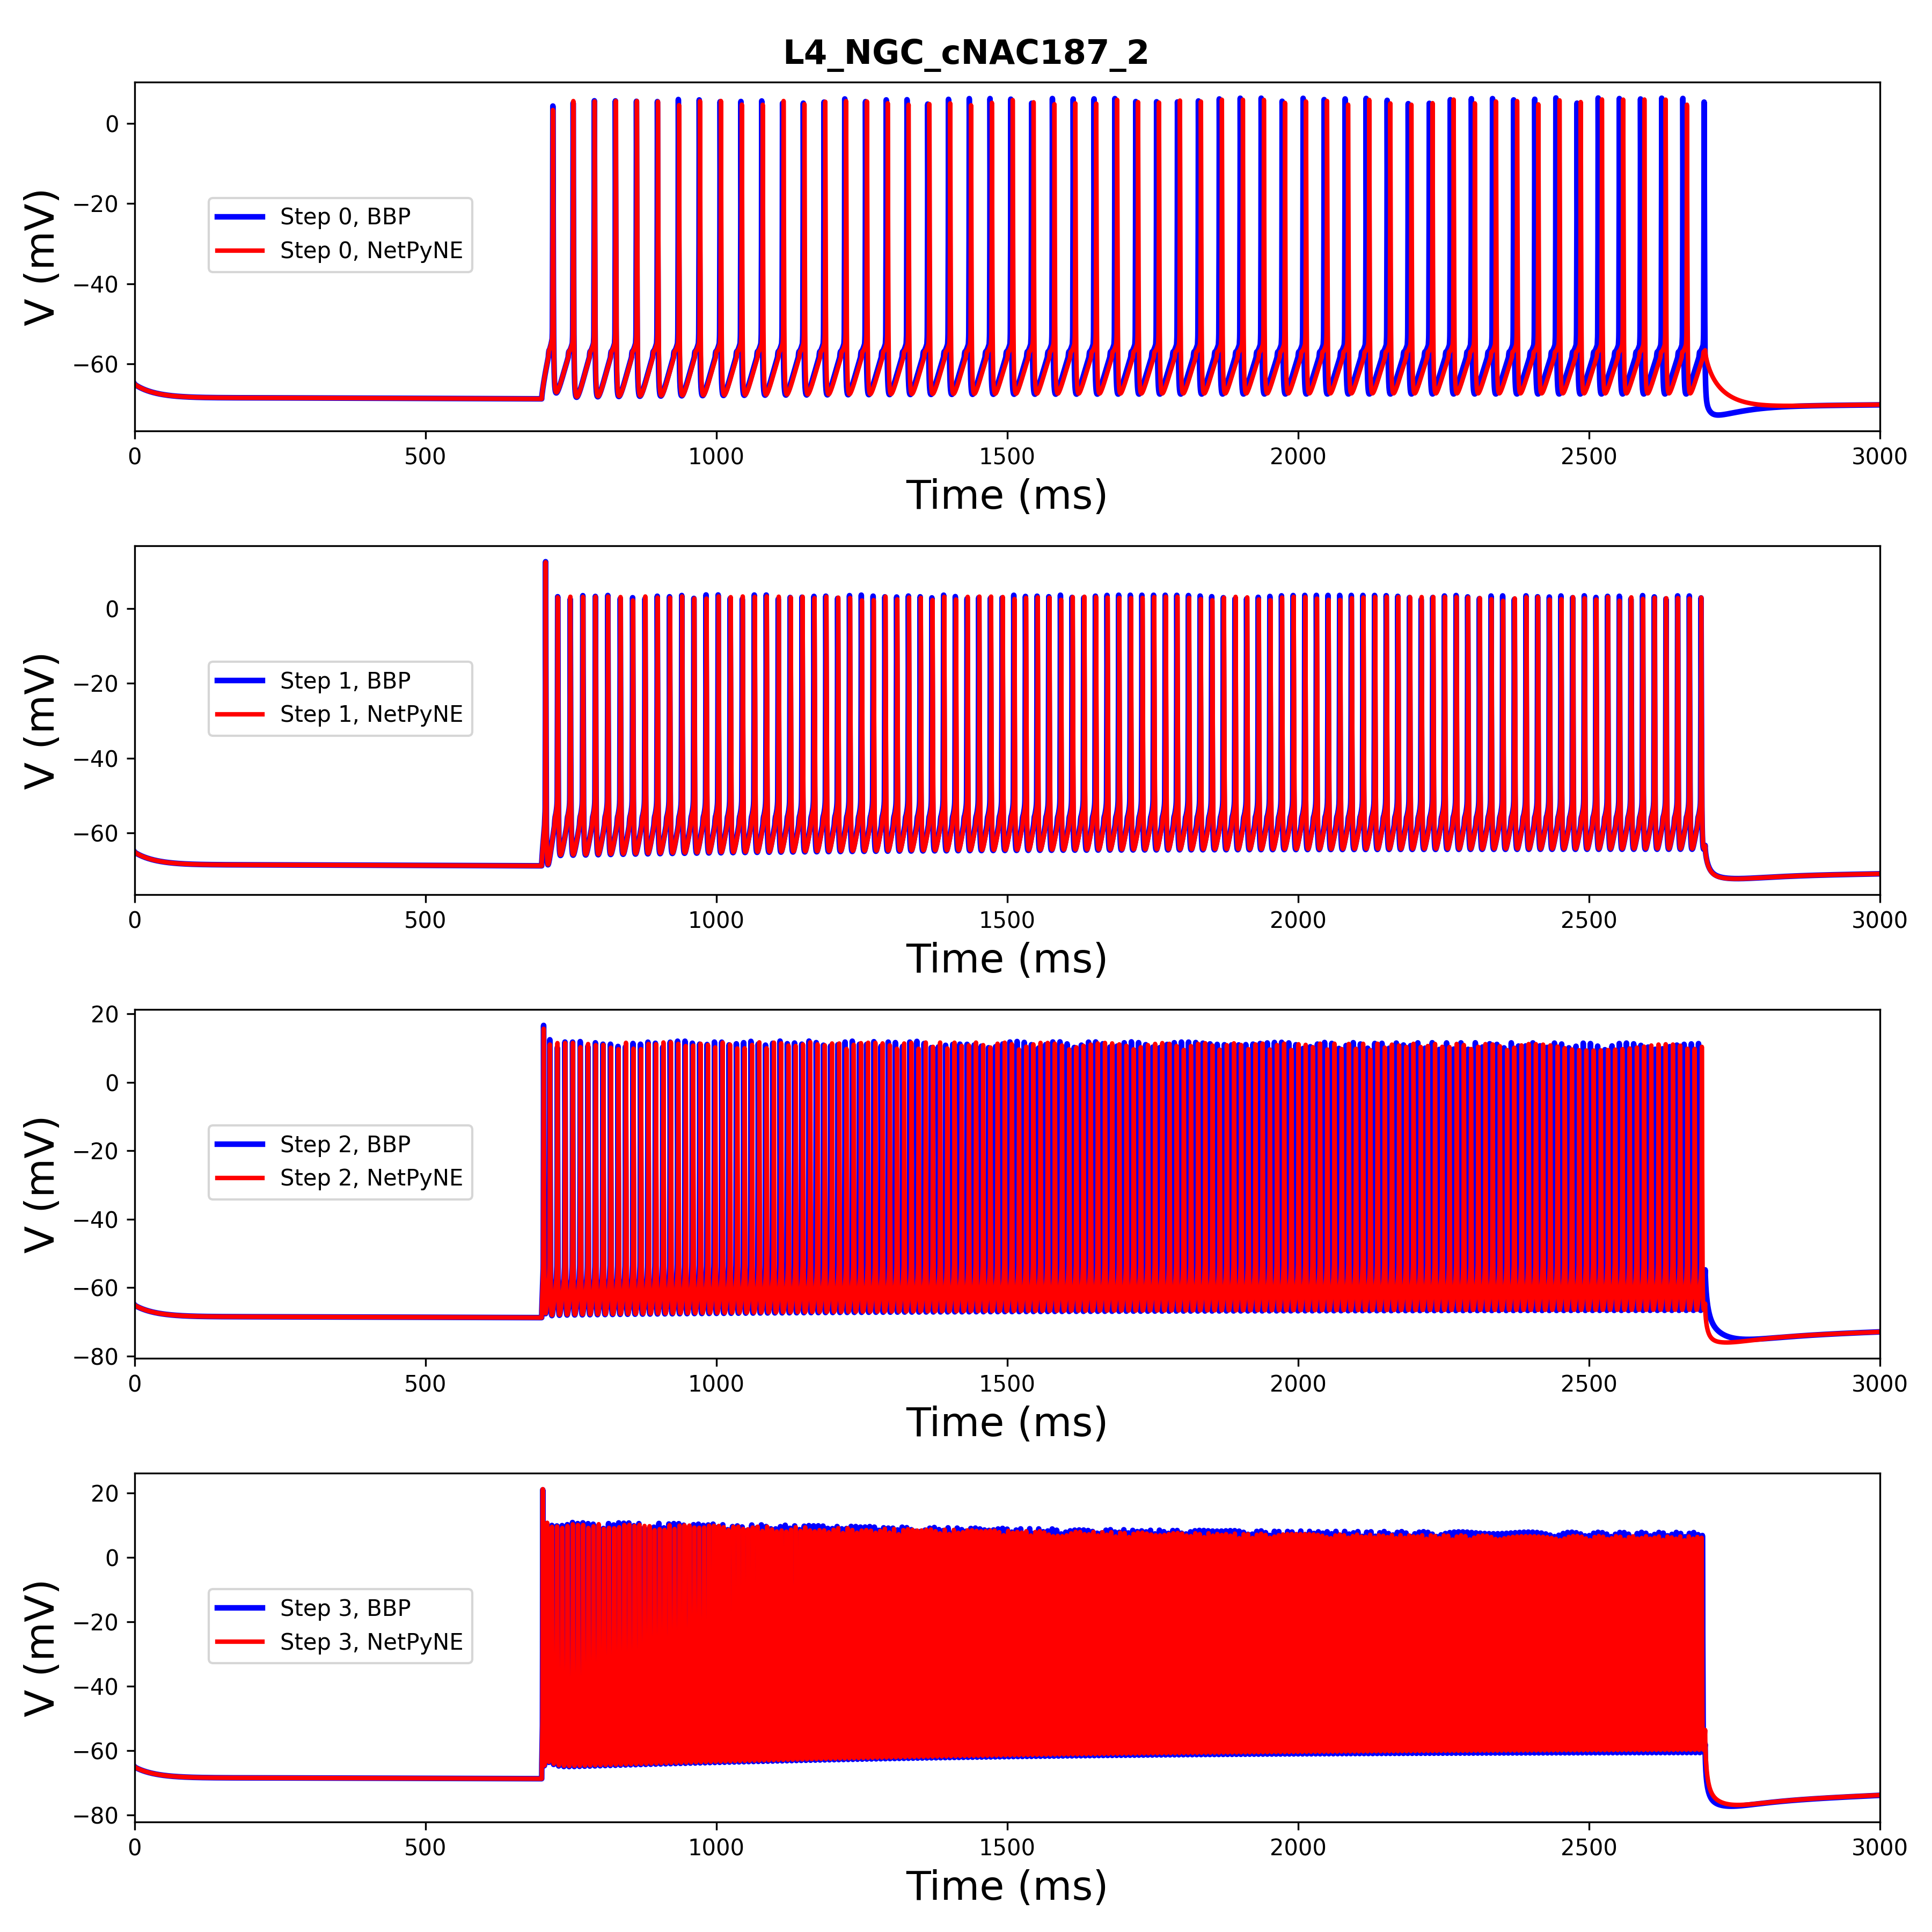 L4_NGC_cNAC187_2
0
−20
−40
−60
V (mV)
Step 0, BBP
Step 0, NetPyNE
0 500 1000 1500 2000 2500 3000
Time (ms)
0
−20
−40
−60
V (mV)
Step 1, BBP
Step 1, NetPyNE
0 500 1000 1500 2000 2500 3000
Time (ms)
20
0
−20
−40
−60
−80
V (mV)
Step 2, BBP
Step 2, NetPyNE
0 500 1000 1500 2000 2500 3000
Time (ms)
20
0
−20
−40
−60
−80
V (mV)
Step 3, BBP
Step 3, NetPyNE
0 500 1000 1500 2000 2500 3000
Time (ms)